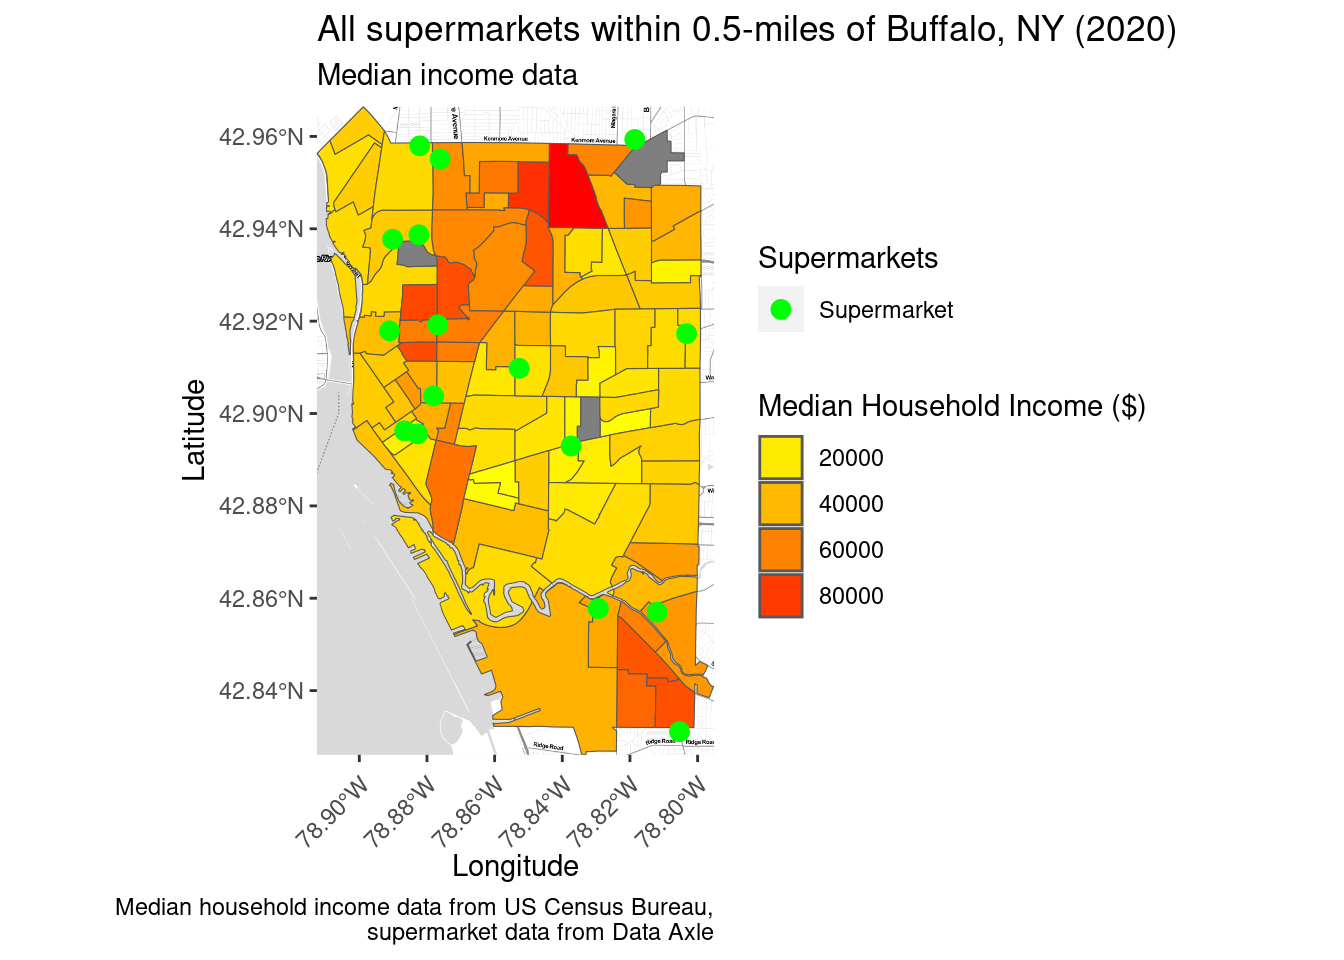 All supermarkets within 0.5-miles of Buffalo, NY (2020)
Median income data
42.96°N
42.94°N
42.92°N
42.90°N
42.88°N
42.86°N
42.84°N
Latitude
Kenmore Avenue
Kenmore Avenue
Ridge Road
Ridge Road
Ridge Road
78.90°W
78.88°W
78.86°W
78.84°W
78.82°W
78.80°W
Longitude
Supermarkets
Supermarket
Median Household Income ($)
20000
40000
60000
80000
Median household income data from US Census Bureau,
supermarket data from Data Axle